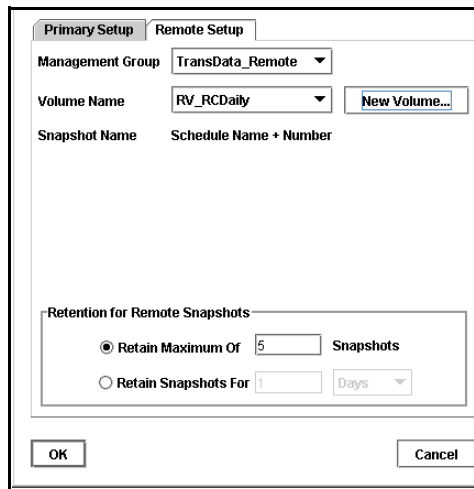 Primary Setup Remote Setup
Management Group TransData_Remote
Volume Name RV_RCDaily New Volume...
Snapshot Name Schedule Name + Number
Retention for Remote Snapshots
Retain Maximum Of 5 Snapshots
Retain Snapshots For 1 Days
OK Cancel